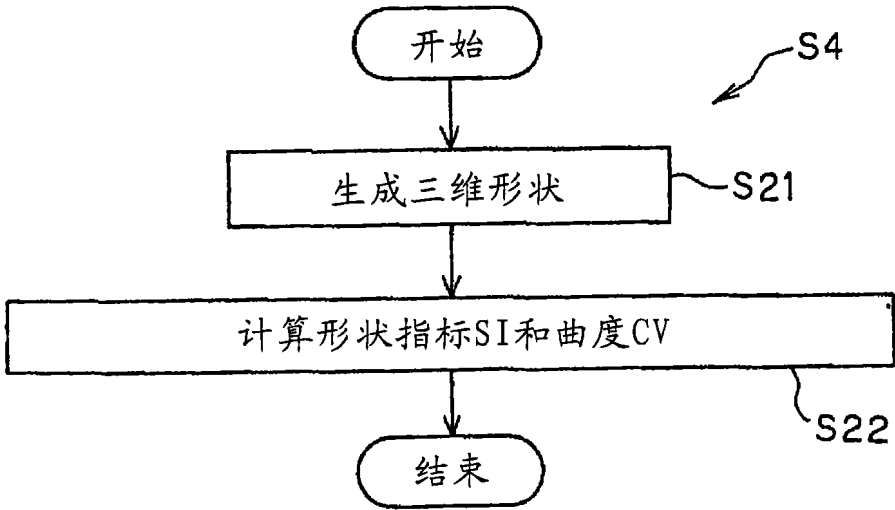 开始
S4
生成三维形状
S21
计算形状指标SI和曲度CV
S22
结束